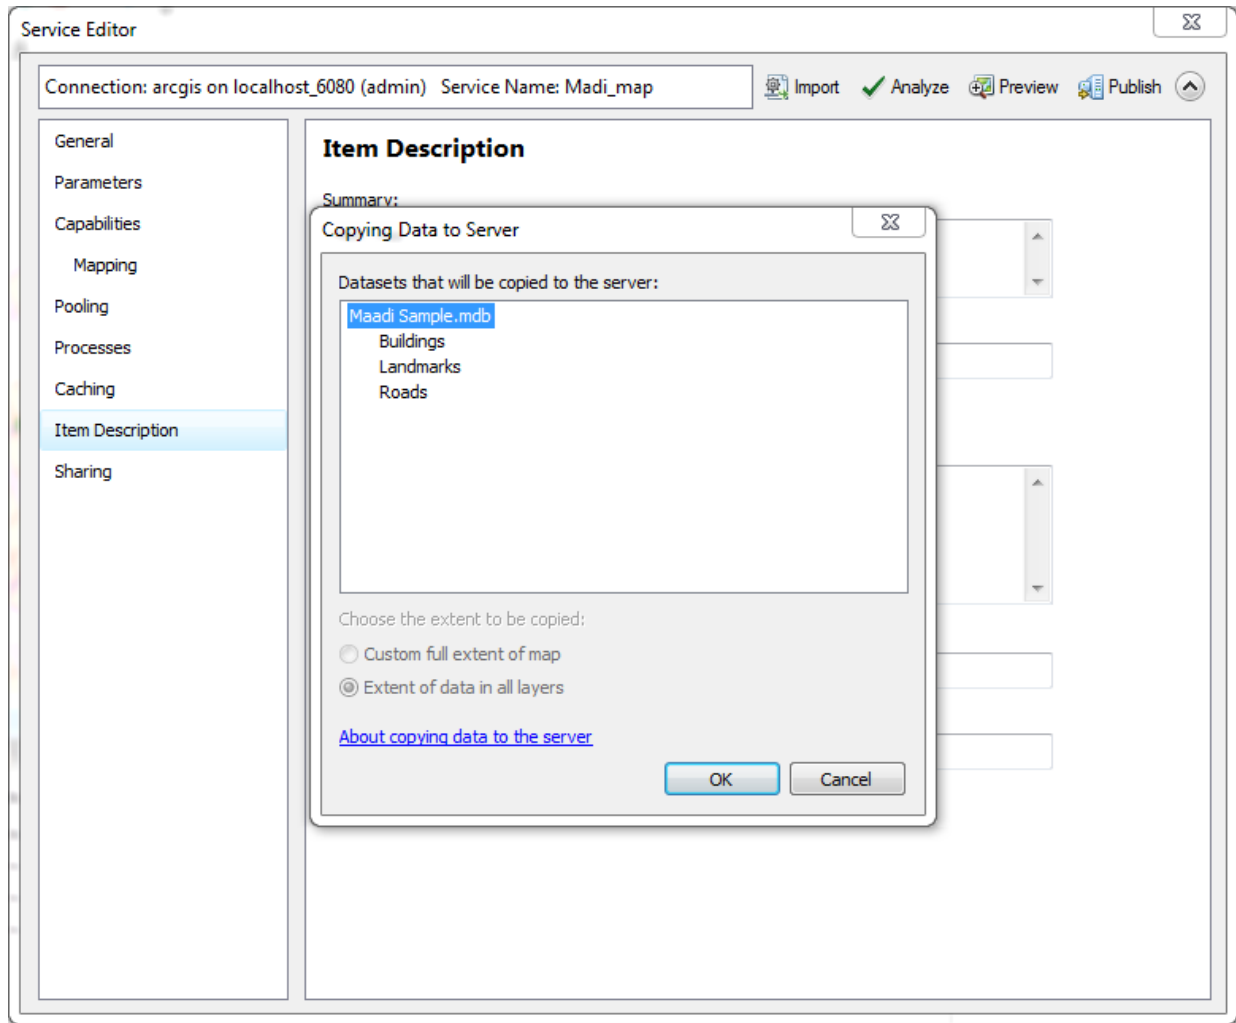 Service Editor
Connection: arcgis on localhost_6080 (admin)   Service Name: Madi_map
Import
Analyze
Preview
Publish
General
Parameters
Capabilities
Mapping
Pooling
Processes
Caching
Item Description
Sharing
Item Description
Summary:
Copying Data to Server
Datasets that will be copied to the server:
Maadi Sample.mdb
Buildings
Landmarks
Roads
Choose the extent to be copied:
Custom full extent of map
Extent of data in all layers
About copying data to the server
OK
Cancel